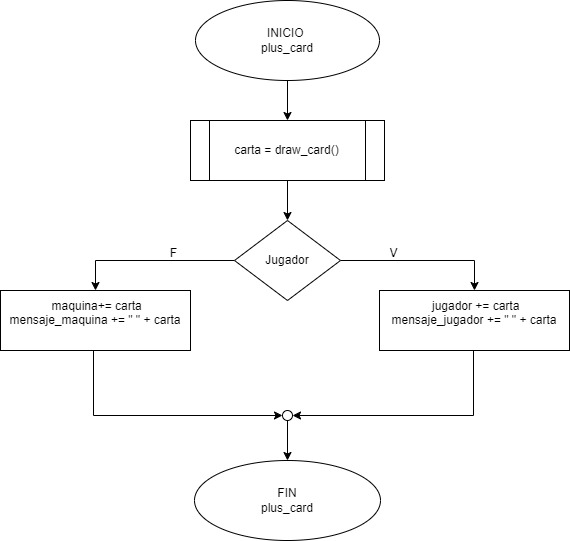 INICIO
plus_card
carta = draw_card()
Jugador
F
V
maquina+= carta
mensaje_maquina += " " + carta
jugador += carta
mensaje_jugador += " " + carta
FIN
plus_card